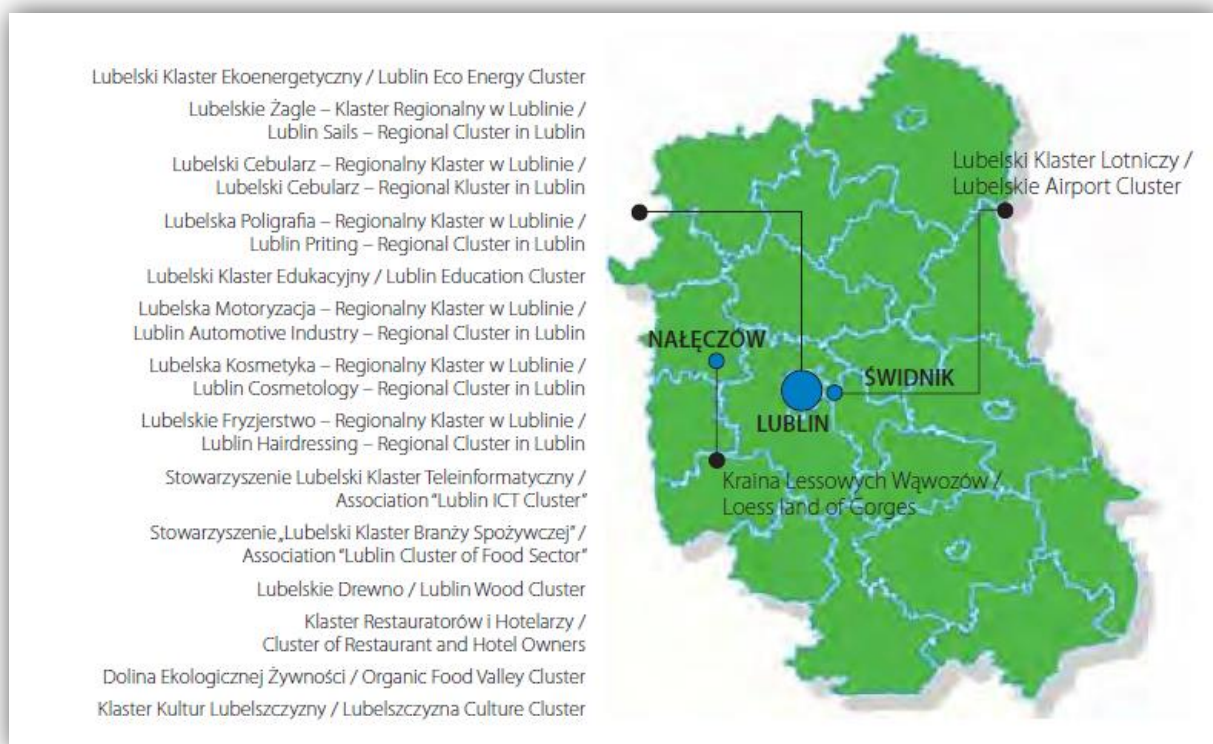 Lubelski Klaster Ekoenergetyczny / Lublin Eco Energy Cluster
Lubelskie Żagle – Klaster Regionalny w Lublinie /
Lublin Sails – Regional Cluster in Lublin
Lubelski Cebularz – Regionalny Klaster w Lublinie /
Lubelski Cebularz – Regional Kluster in Lublin
Lubelska Poligrafia – Regionalny Klaster w Lublinie /
Lublin Priting – Regional Cluster in Lublin
Lubelski Klaster Edukacyjny / Lublin Education Cluster
Lubelska Motoryzacja – Regionalny Klaster w Lublinie /
Lublin Automotive Industry – Regional Cluster in Lublin
Lubelska Kosmetyka – Regionalny Klaster w Lublinie /
Lublin Cosmetology – Regional Cluster in Lublin
Lubelskie Fryzjerstwo – Regionalny Klaster w Lublinie /
Lublin Hairdressing – Regional Cluster in Lublin
Stowarzyszenie Lubelski Klaster Teleinformatyczny /
Association "Lublin ICT Cluster"
Stowarzyszenie „Lubelski Klaster Branży Spożywczej" /
Association "Lublin Cluster of Food Sector"
Lubelskie Drewno / Lublin Wood Cluster
Klaster Restauratorów i Hotelarzy /
Cluster of Restaurant and Hotel Owners
Dolina Ekologicznej Żywności / Organic Food Valley Cluster
Klaster Kultur Lubelszczyzny / Lubelszczyzna Culture Cluster
Lubelski Klaster Lotniczy /
Lubelskie Airport Cluster
NAŁĘCZÓW
ŚWIDNIK
LUBLIN
Kraina Lessowych Wąwozów /
Loess land of Gorges